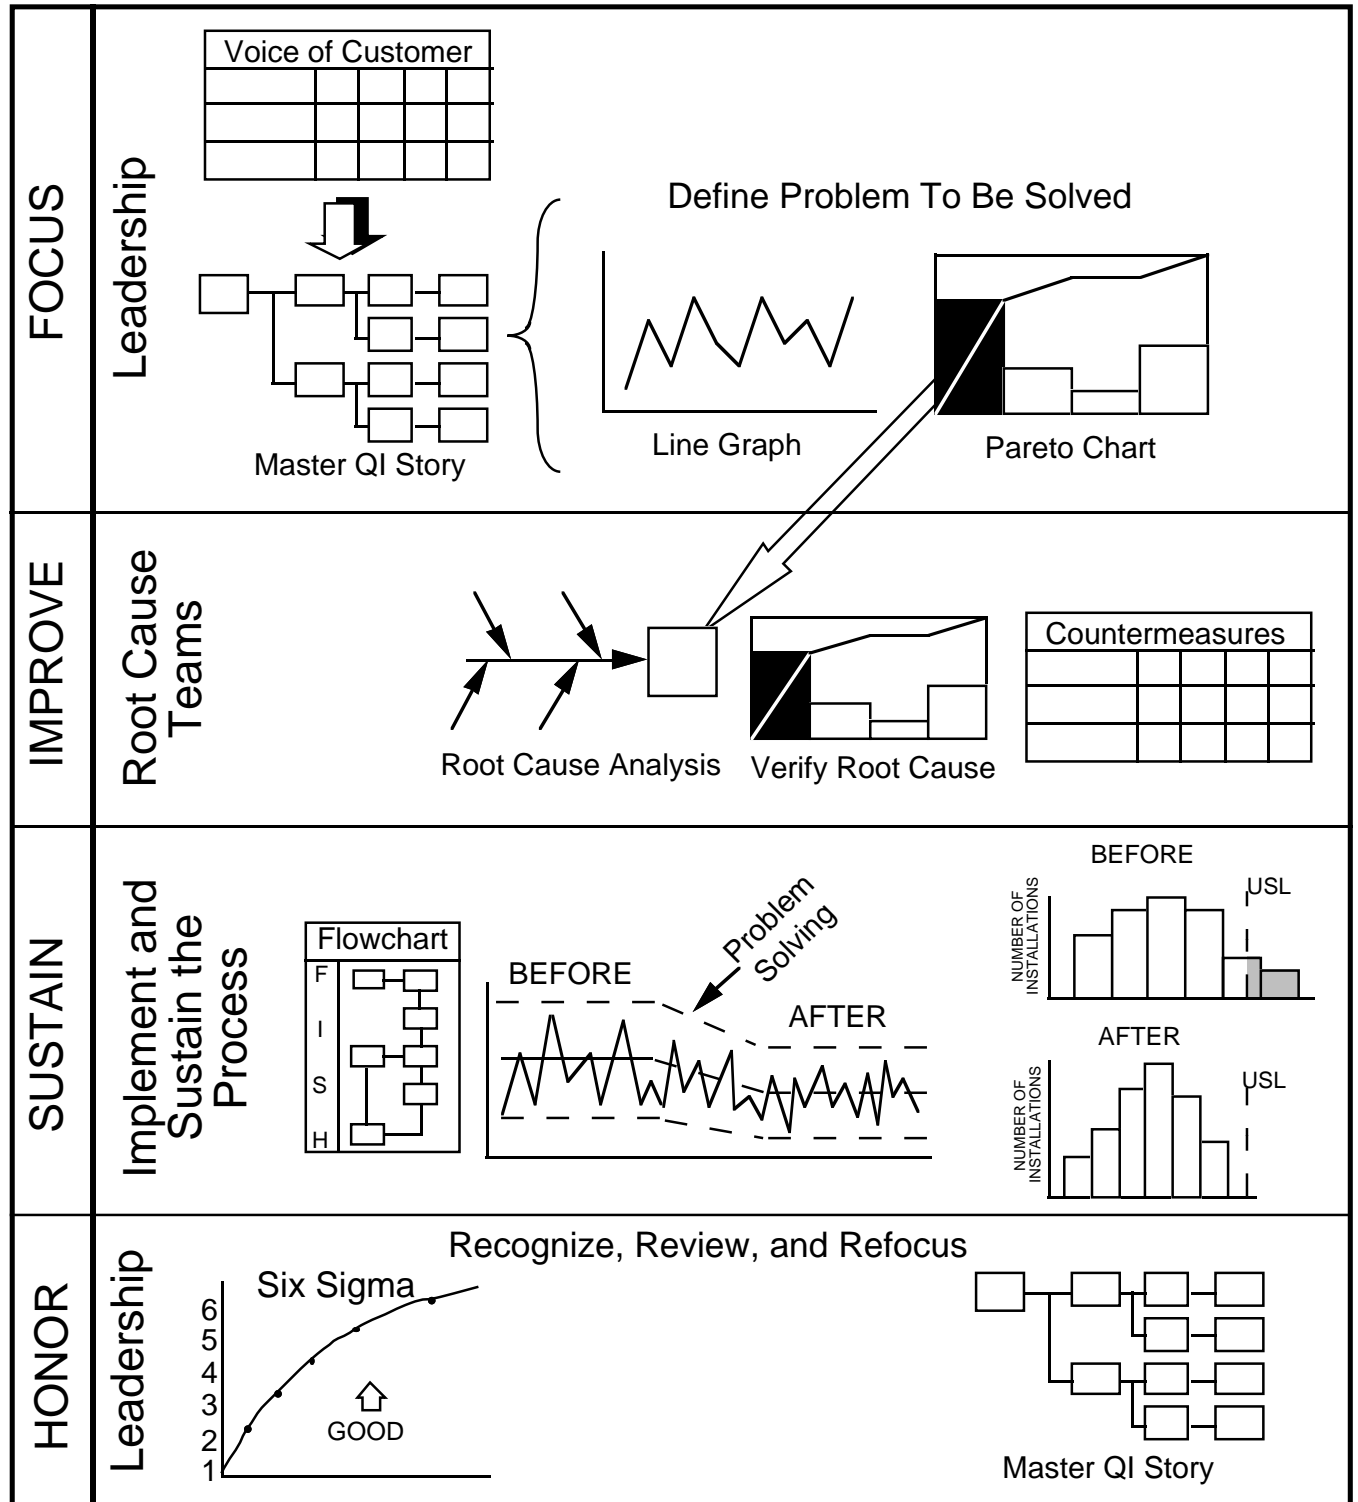 FOCUS
Leadership
Voice of Customer
Master QI Story
Define Problem To Be Solved
Line Graph
Pareto Chart
IMPROVE
Root Cause
Teams
Root Cause Analysis
Verify Root Cause
Countermeasures
SUSTAIN
Implement and
Sustain the
Process
Flowchart
F
I
S
H
BEFORE
Problem
Solving
AFTER
BEFORE
USL
NUMBER OF
INSTALLATIONS
AFTER
USL
NUMBER OF
INSTALLATIONS
HONOR
Leadership
Recognize, Review, and Refocus
Six Sigma
6
5
4
3
2
1
GOOD
Master QI Story